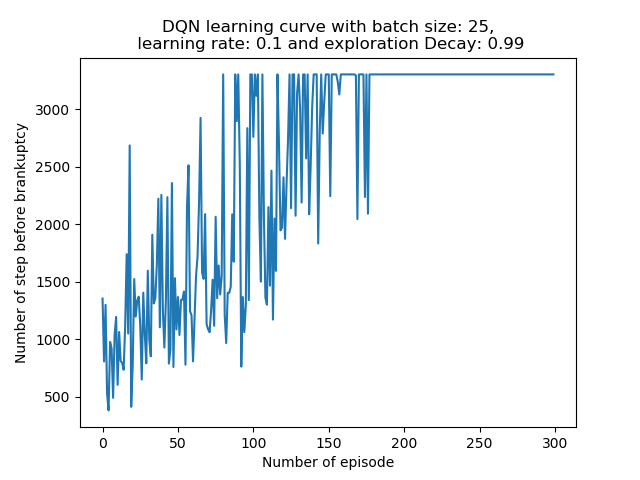 DQN learning curve with batch size: 25,
learning rate: 0.1 and exploration Decay: 0.99
Number of step before brankuptcy
3000
2500
2000
1500
1000
500
0 50 100 150 200 250 300
Number of episode